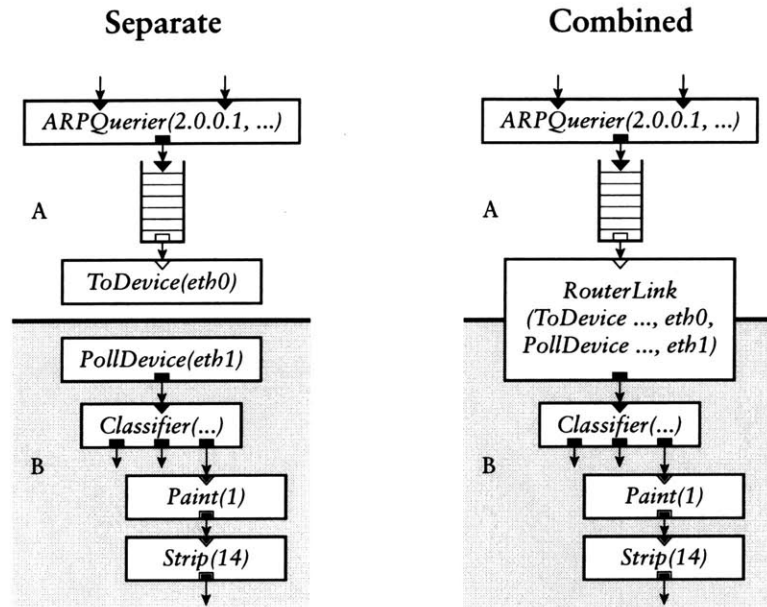 Separate
ARPQuerier(2.0.0.1, ...)
A
ToDevice(eth0)
PollDevice(eth1)
Classifier(...)
B
Paint(1)
Strip(14)
Combined
ARPQuerier(2.0.0.1, ...)
A
RouterLink
(ToDevice ..., eth0,
PollDevice ..., eth1)
Classifier(...)
B
Paint(1)
Strip(14)